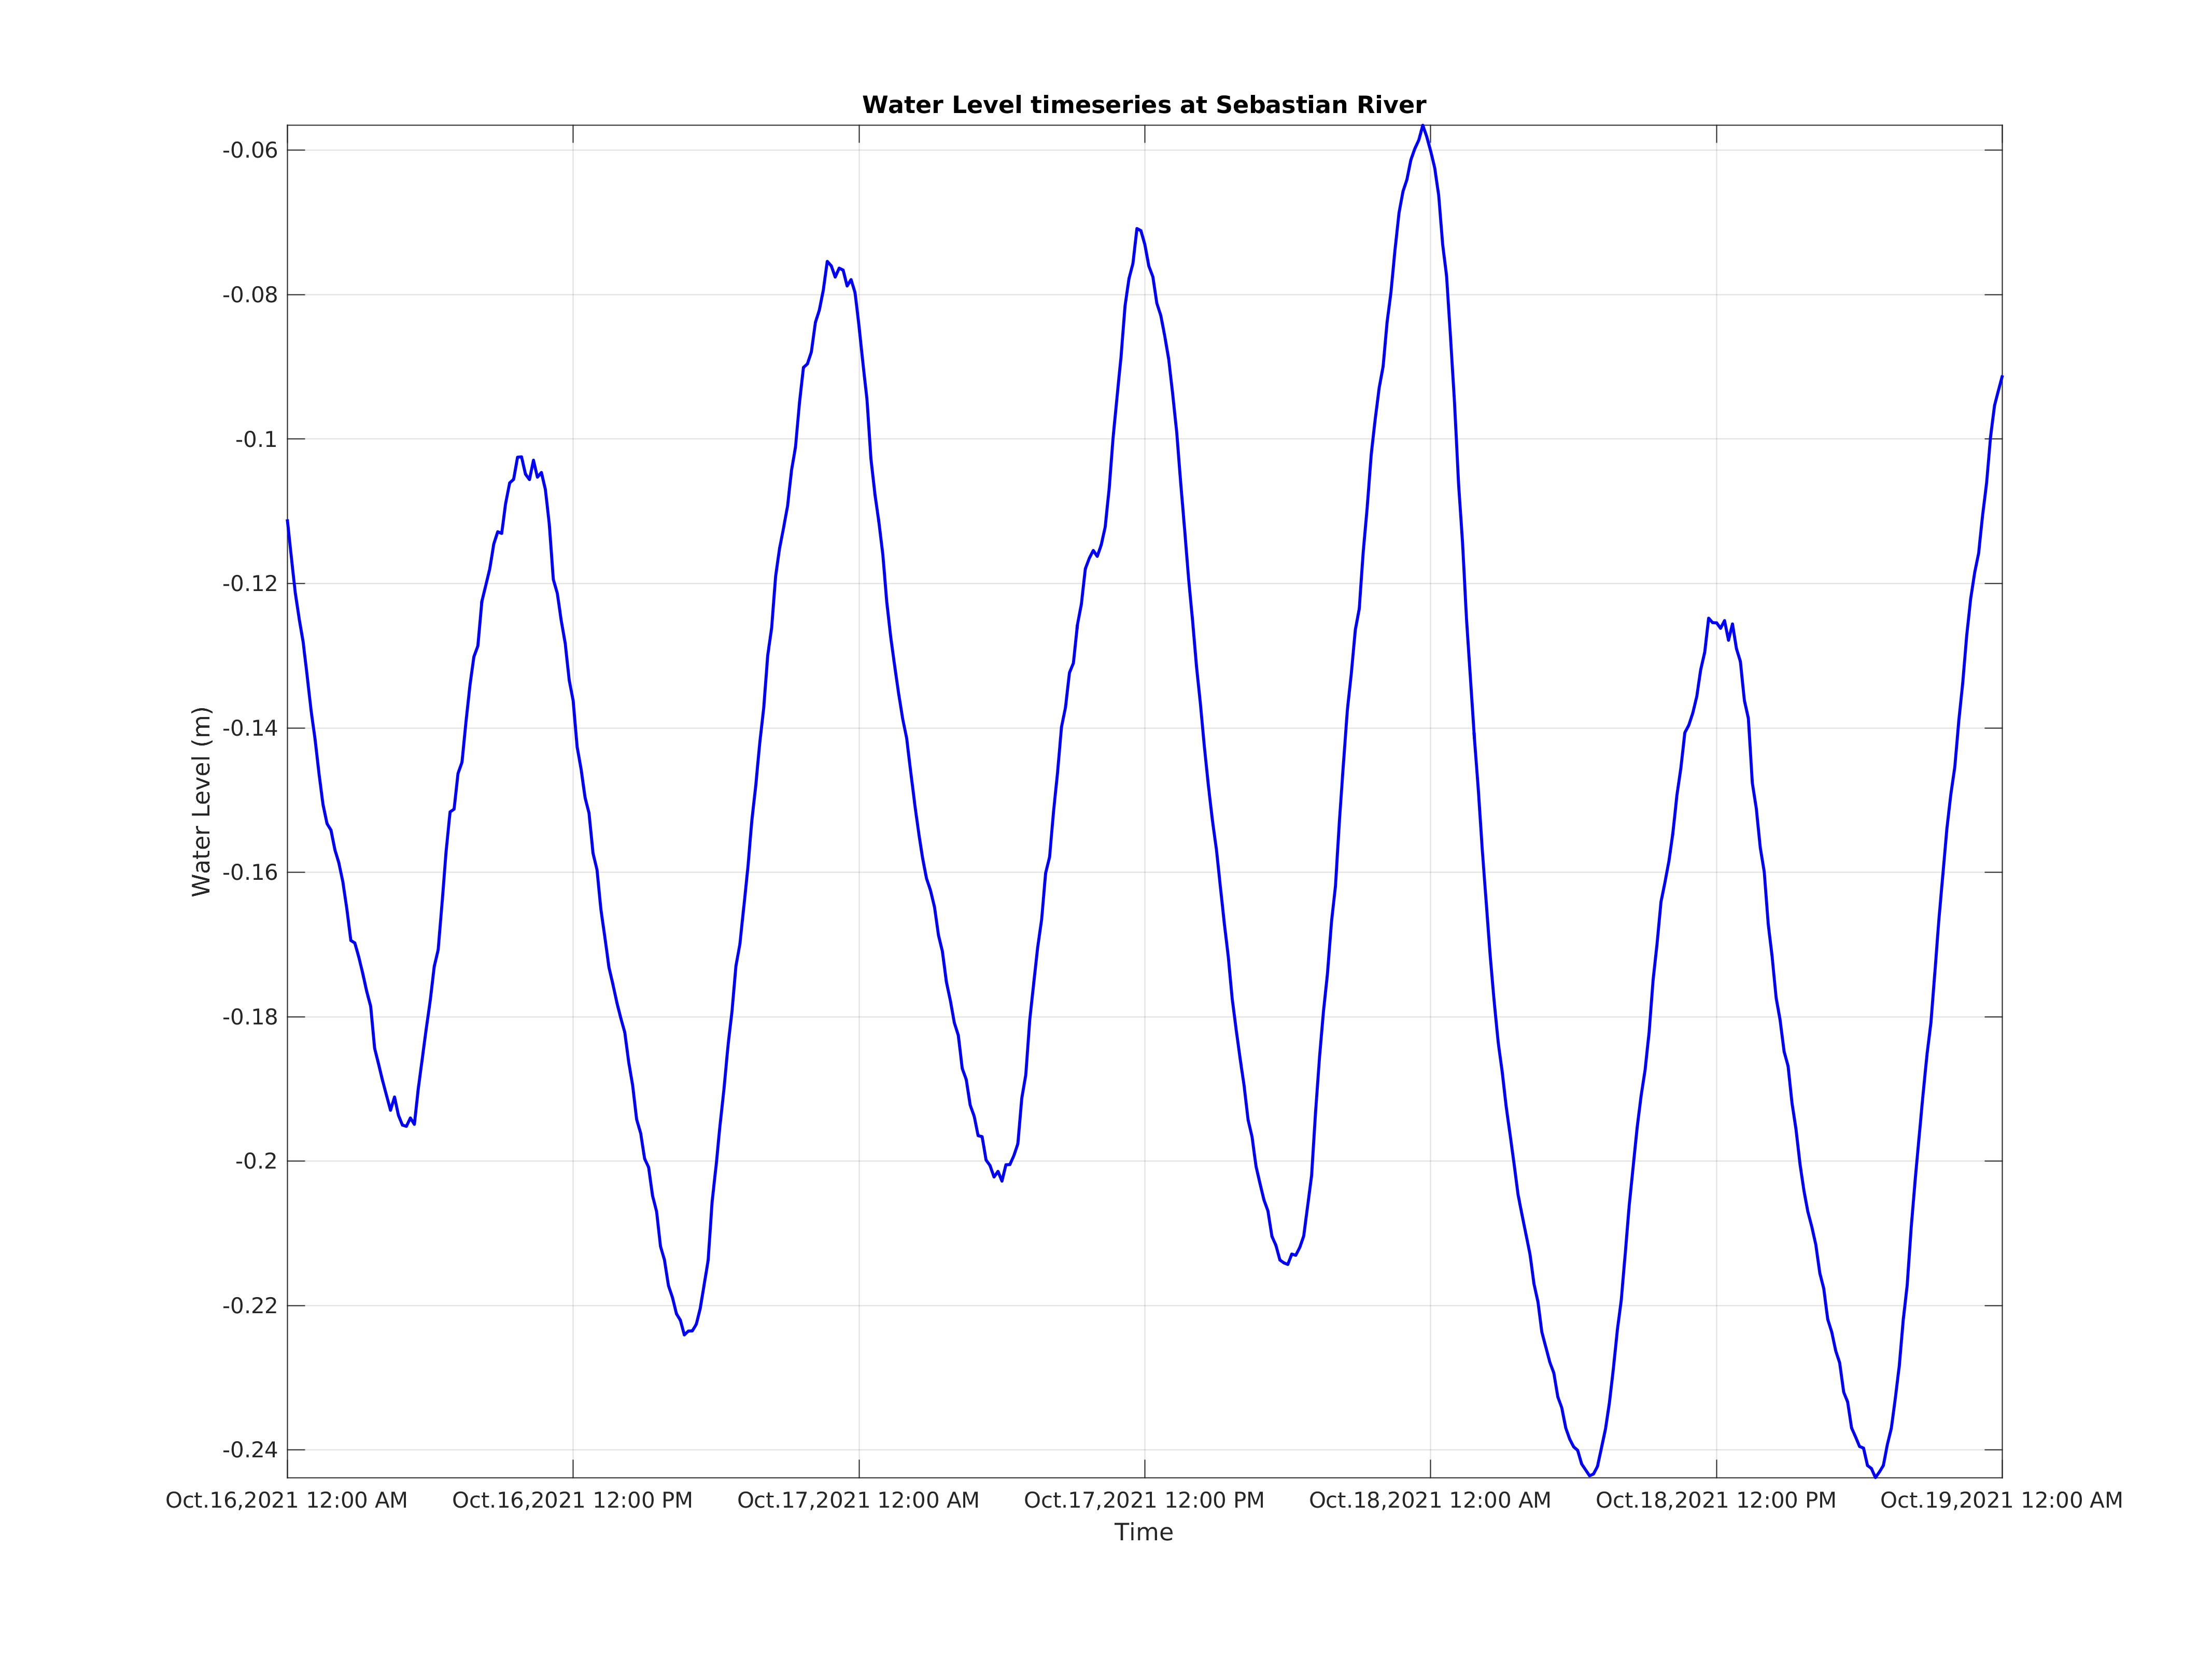 Water Level timeseries at Sebastian River
-0.06
-0.08
-0.1
-0.12
-0.14
-0.16
-0.18
-0.2
-0.22
-0.24
Water Level (m)
Oct.16,2021 12:00 AM Oct.16,2021 12:00 PM Oct.17,2021 12:00 AM Oct.17,2021 12:00 PM Oct.18,2021 12:00 AM Oct.18,2021 12:00 PM Oct.19,2021 12:00 AM
Time